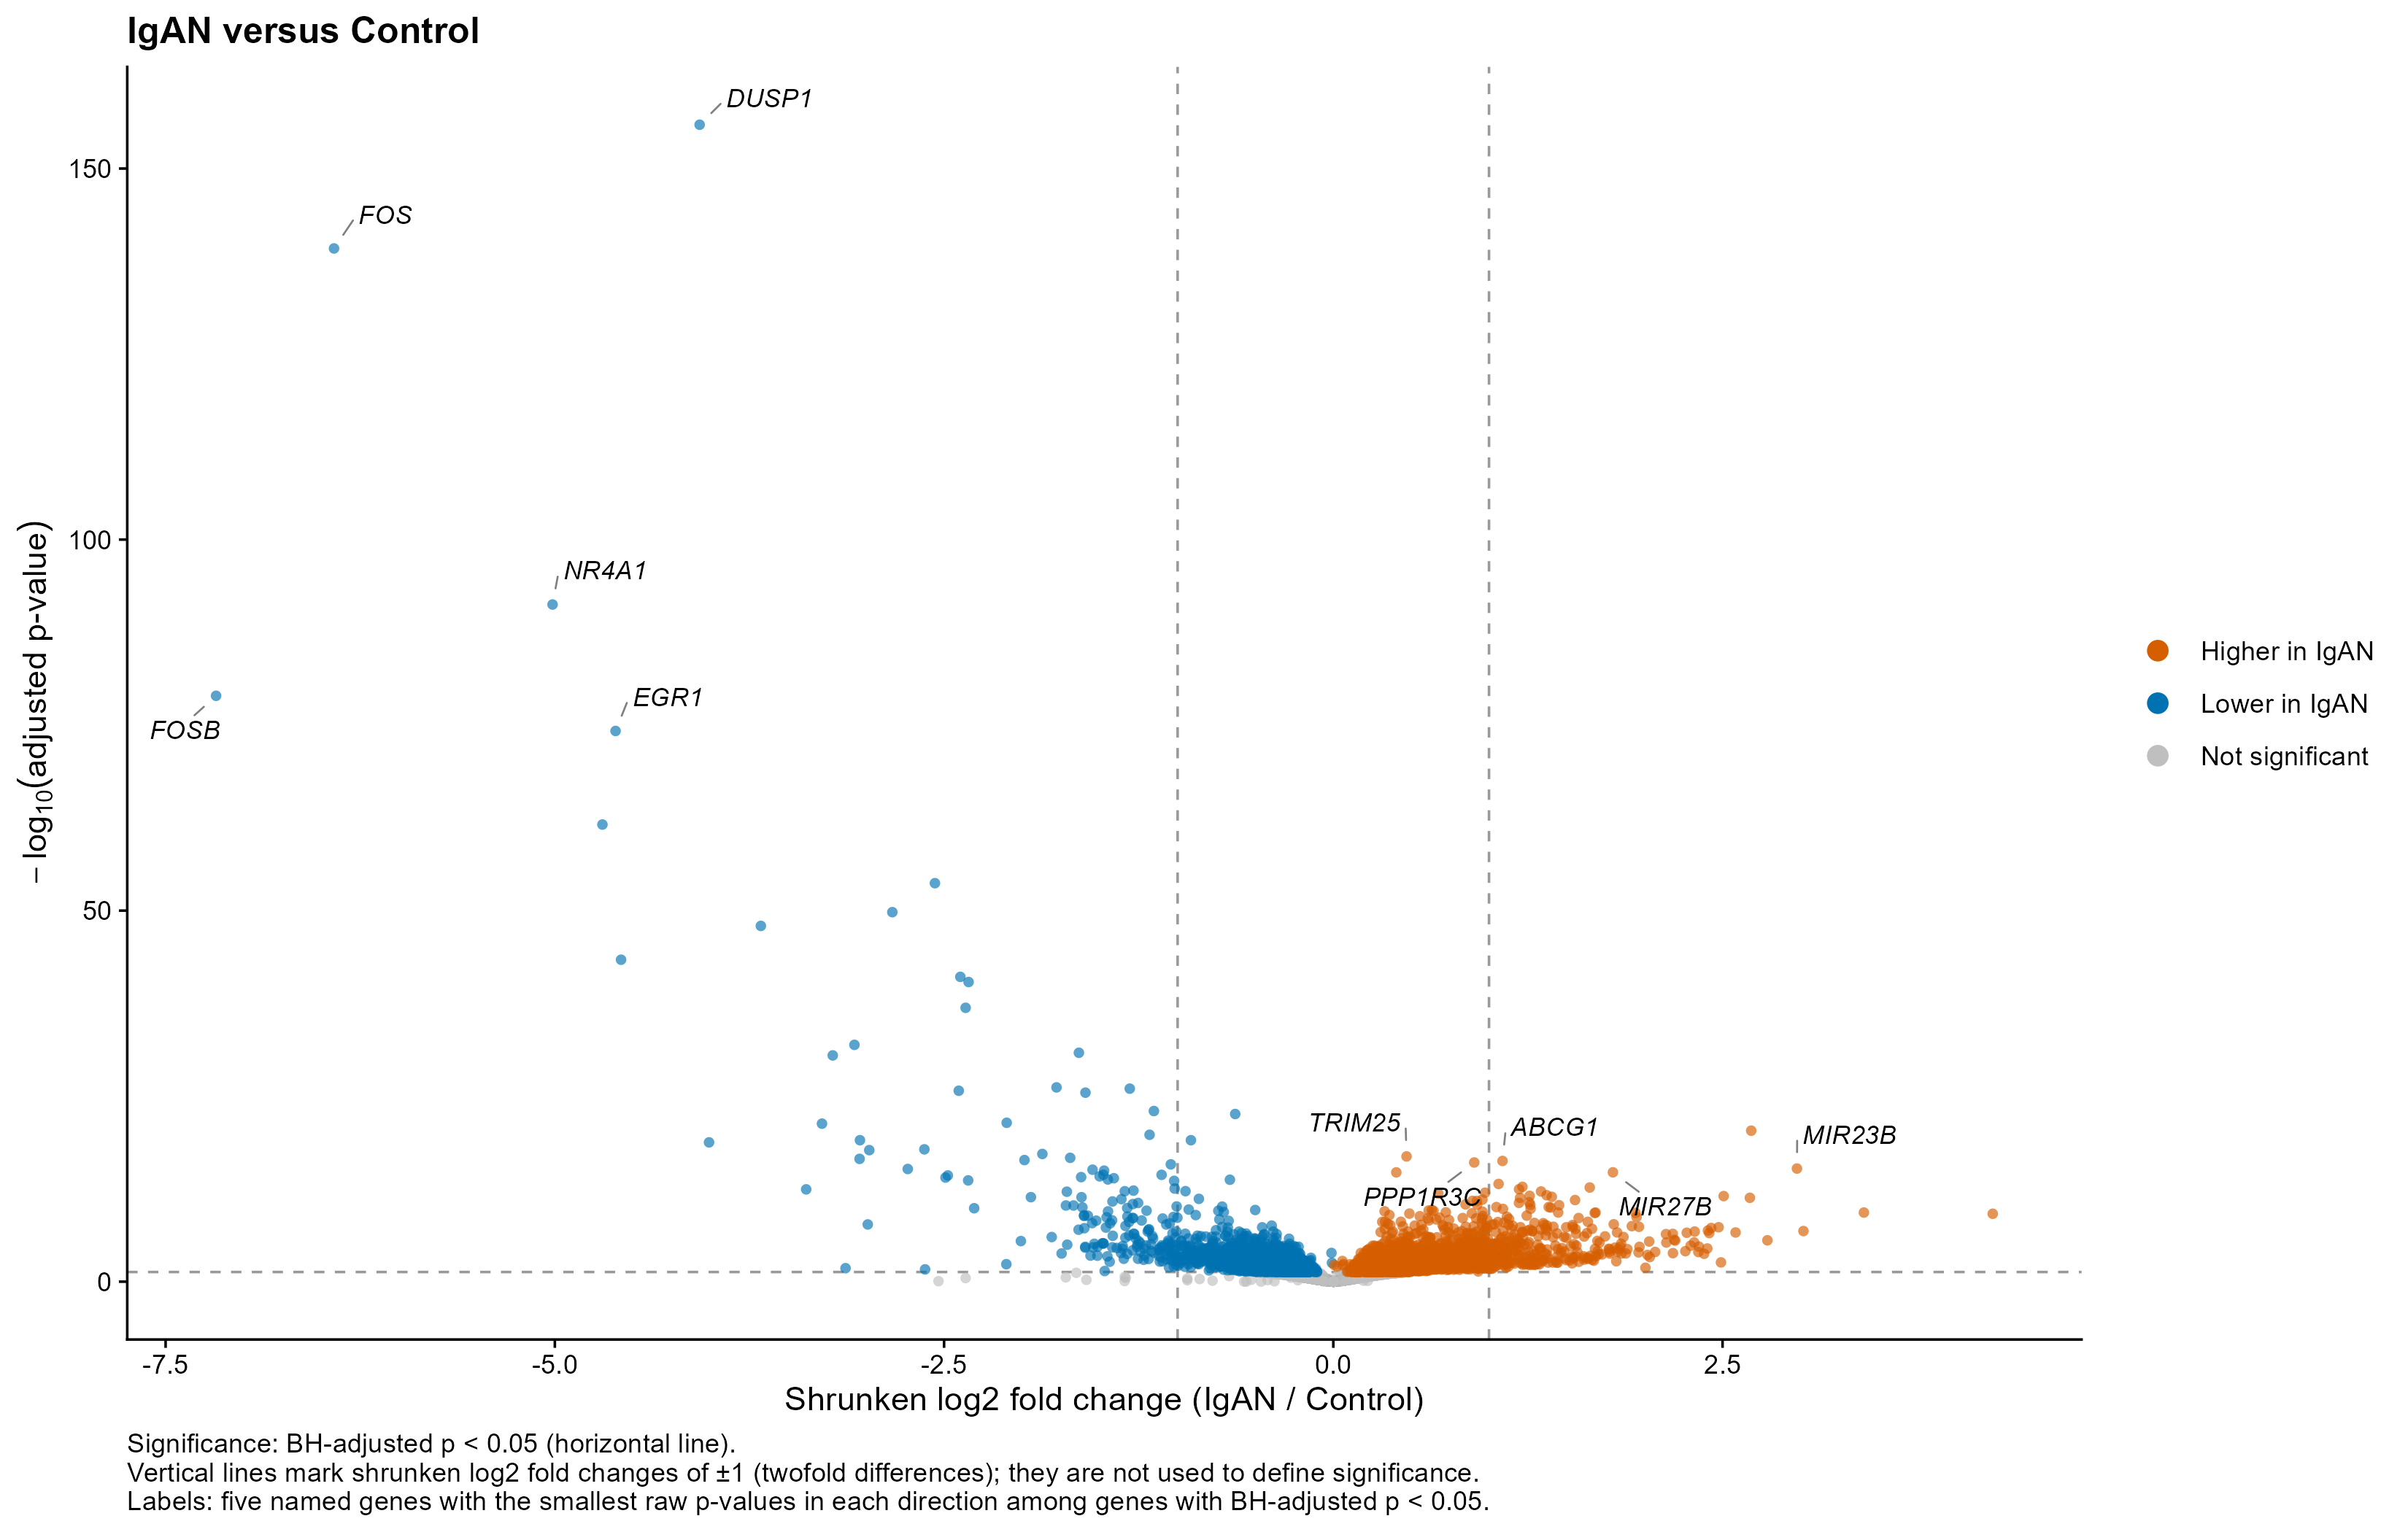 IgAN versus Control
DUSP1
150
FOS
− log10(adjusted p-value)
100
NR4A1
EGR1
FOSB
Higher in IgAN
Lower in IgAN
Not significant
50
TRIM25
ABCG1
MIR23B
PPP1R3C
MIR27B
0
-7.5
-5.0
-2.5
0.0
2.5
Shrunken log2 fold change (IgAN / Control)
Significance: BH-adjusted p < 0.05 (horizontal line).
Vertical lines mark shrunken log2 fold changes of ±1 (twofold differences); they are not used to define significance.
Labels: five named genes with the smallest raw p-values in each direction among genes with BH-adjusted p < 0.05.